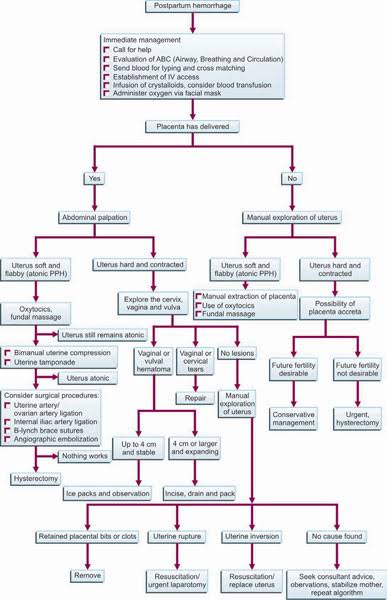 Postpartum hemorrhage
Immediate management
Call for help
Evaluation of ABC (Airway, Breathing and Circulation)
Send blood for typing and cross matching
Establishment of IV access
Infusion of crystalloids, consider blood transfusion
Administer oxygen via facial mask
Placenta has delivered
Yes
No
Abdominal palpation
Manual exploration of uterus
Uterus soft and
flabby (atonic PPH)
Uterus hard and contracted
Uterus soft and
flabby (atonic PPH)
Uterus hard and
contracted
Oxytocics,
fundal massage
Explore the cervix,
vagina and vulva
Manual extraction of placenta
Use of oxytocics
Fundal massage
Possibility of
placenta accreta
Uterus still remains atonic
Bimanual uterine compression
Uterine tamponade
Vaginal or
vulval
hematoma
Vaginal or
cervical
tears
No lesions
Future fertility
desirable
Future fertility
not desirable
Uterus atonic
Repair
Manual
exploration
of uterus
Conservative
management
Urgent,
hysterectomy
Consider surgical procedures:
Uterine artery/
ovarian artery ligation
Internal iliac artery ligation
B-lynch brace sutures
Angiographic embolization
Up to 4 cm
and stable
4 cm or larger
and expanding
Nothing works
Hysterectomy
Ice packs and observation
Incise, drain and pack
Retained placental bits or clots
Uterine rupture
Uterine inversion
No cause found
Remove
Resuscitation/
urgent laparotomy
Resuscitation/
replace uterus
Seek consultant advice,
obervations, stabilize mother,
repeat algorithm